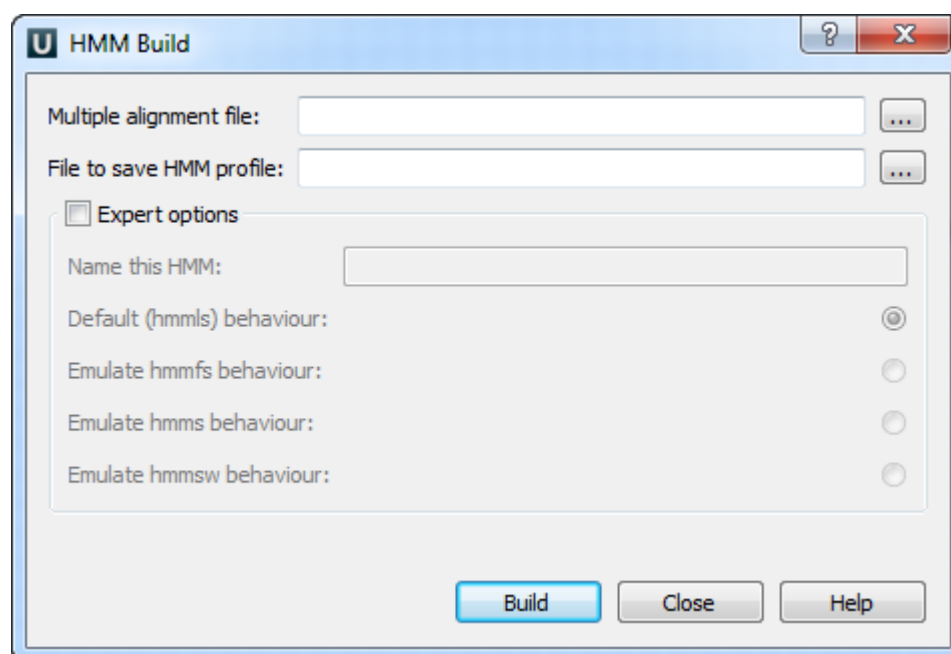 U HMM Build
?
X
Multiple alignment file:
...
File to save HMM profile:
...
Expert options
Name this HMM:
Default (hmmls) behaviour:
Emulate hmmfs behaviour:
Emulate hmms behaviour:
Emulate hmmsw behaviour:
Build Close Help